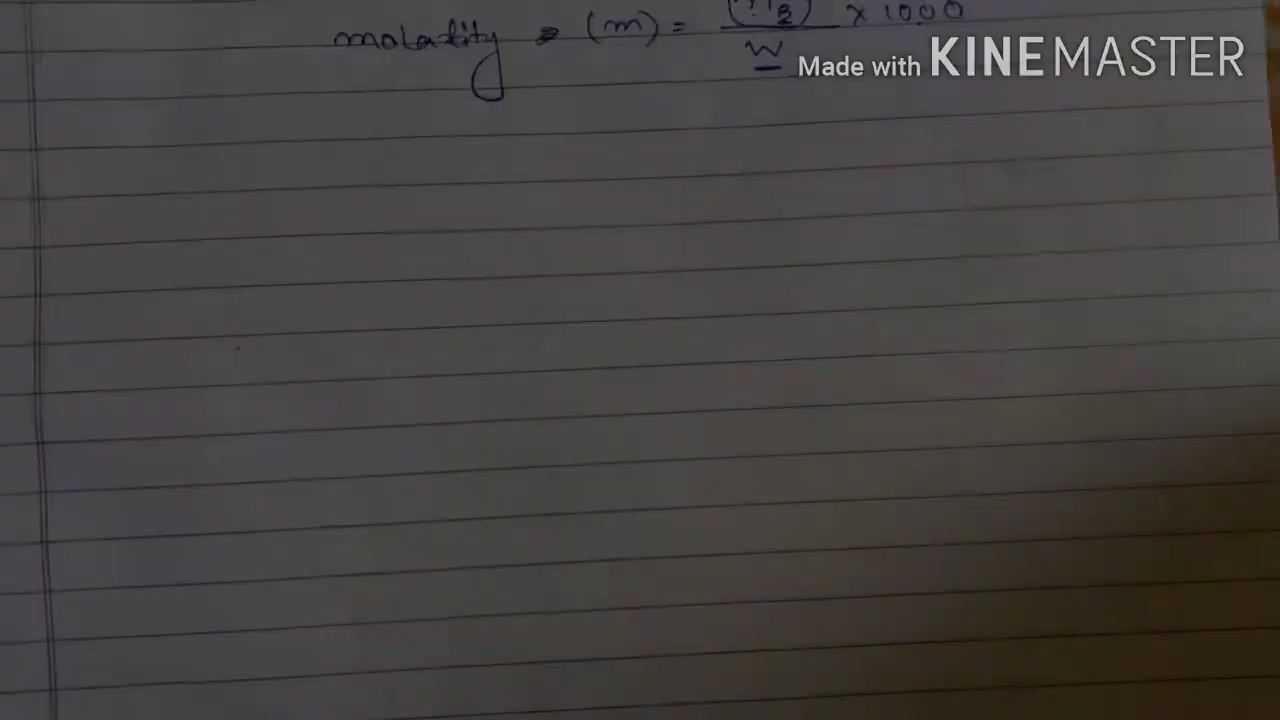 molality (m) = — × 1000
W
Made with KINEMASTER